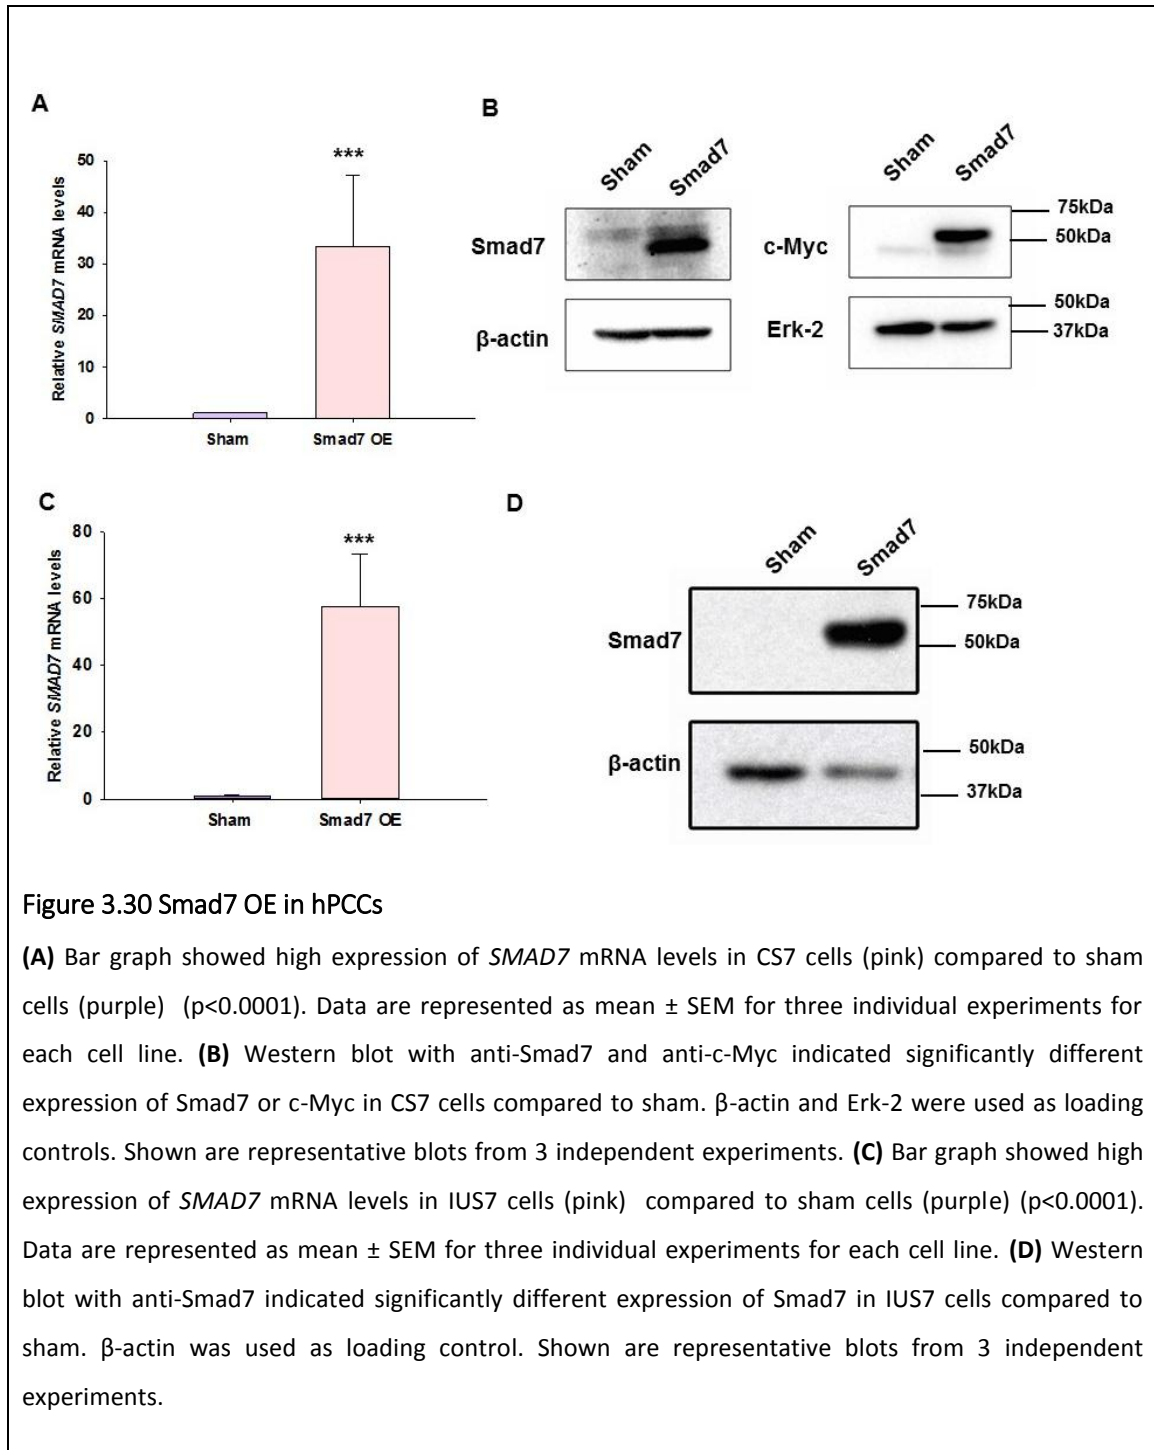 A
Relative SMAD7 mRNA levels
50
40
30
20
10
0
***
Sham
Smad7 OE
B
Sham
Smad7
Smad7
β-actin
Sham
Smad7
c-Myc
75kDa
50kDa
Erk-2
50kDa
37kDa
C
Relative SMAD7 mRNA levels
80
60
40
20
0
***
Sham
Smad7 OE
D
Sham
Smad7
Smad7
75kDa
50kDa
β-actin
50kDa
37kDa
Figure 3.30 Smad7 OE in hPCCs
(A) Bar graph showed high expression of SMAD7 mRNA levels in CS7 cells (pink) compared to sham
cells (purple) (p<0.0001). Data are represented as mean ± SEM for three individual experiments for
each cell line. (B) Western blot with anti-Smad7 and anti-c-Myc indicated significantly different
expression of Smad7 or c-Myc in CS7 cells compared to sham. β-actin and Erk-2 were used as loading
controls. Shown are representative blots from 3 independent experiments. (C) Bar graph showed high
expression of SMAD7 mRNA levels in IUS7 cells (pink) compared to sham cells (purple) (p<0.0001).
Data are represented as mean ± SEM for three individual experiments for each cell line. (D) Western
blot with anti-Smad7 indicated significantly different expression of Smad7 in IUS7 cells compared to
sham. β-actin was used as loading control. Shown are representative blots from 3 independent
experiments.